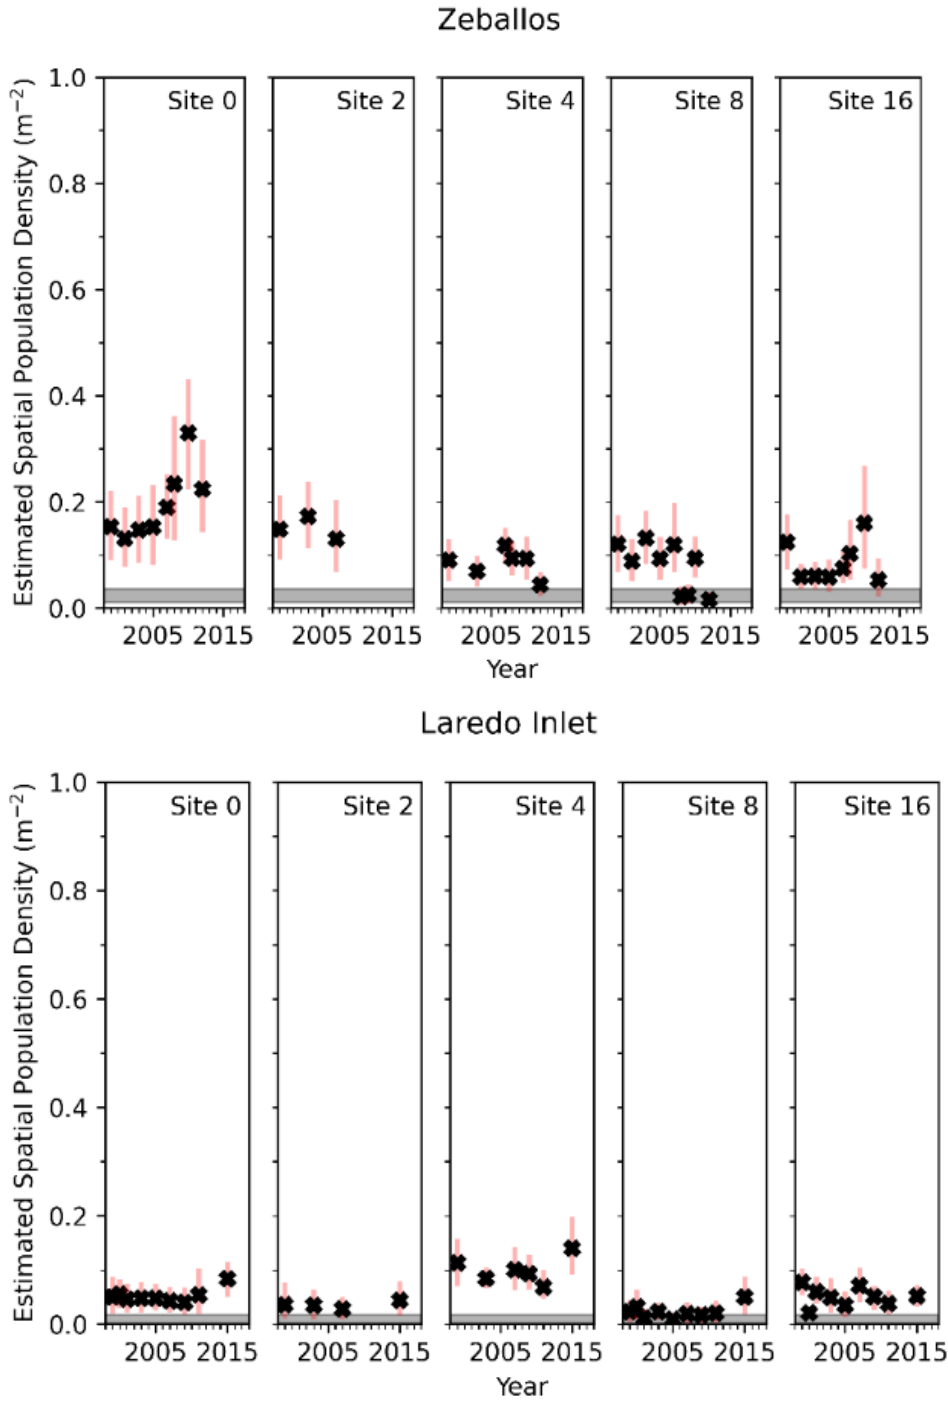 Zeballos
Estimated Spatial Population Density (m⁻²)
1.0
0.8
0.6
0.4
0.2
0.0
Site 0
Site 2
Site 4
Site 8
Site 16
2005 2015
2005 2015
2005 2015
2005 2015
2005 2015
Year
Laredo Inlet
Estimated Spatial Population Density (m⁻²)
1.0
0.8
0.6
0.4
0.2
0.0
Site 0
Site 2
Site 4
Site 8
Site 16
2005 2015
2005 2015
2005 2015
2005 2015
2005 2015
Year